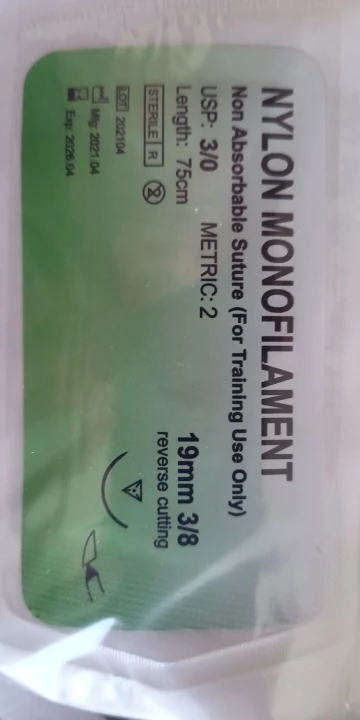 NYLON MONOFILAMENT
Non Absorbable Suture (For Training Use Only)
USP: 3/0 METRIC: 2
Length: 75cm
19mm 3/8
reverse cutting
STERILE R
2
LOT 202104
Mfg: 2021.04
Exp: 2026.04